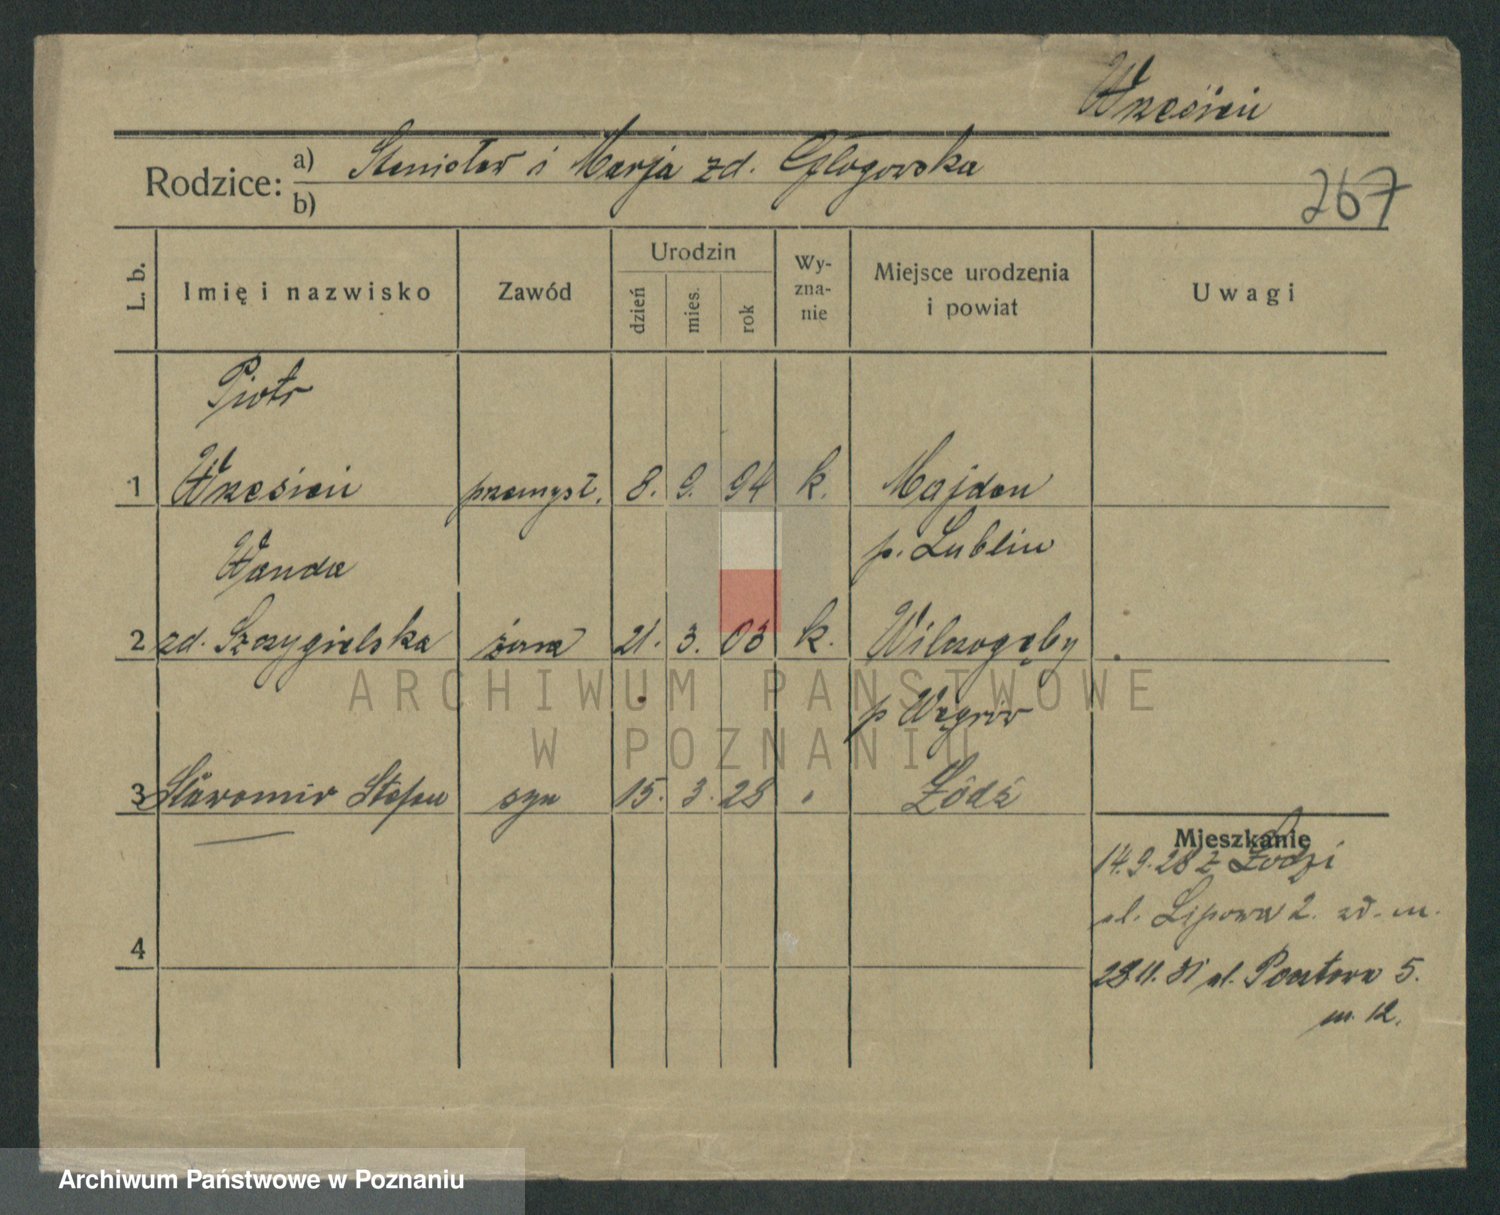 Wrzesień
Rodzice: a) Stanisław i Marja zd. Głogowska
b)
267
L. b. Imię i nazwisko Zawód Urodzin dzień mies. rok Wy-zna-nie Miejsce urodzenia i powiat Uwagi
Piotr
1 Wrzesień przemysł. 8. 9. 94 k. Majdan
p. Lublin
Wanda
2 zd. Szczygielska żona 21. 3. 03 k. Wilczogęby
p Węgrów
3 Sławomir Stefan syn 15. 3. 28 " Łódź
Mieszkanie
14.9.28 z Łodzi
ul. Lipowa 2.
4
28.11.31 ul. Pocztowa 5.
m. 12.
ARCHIWUM PAŃSTWOWE
W POZNANIU
Archiwum Państwowe w Poznaniu